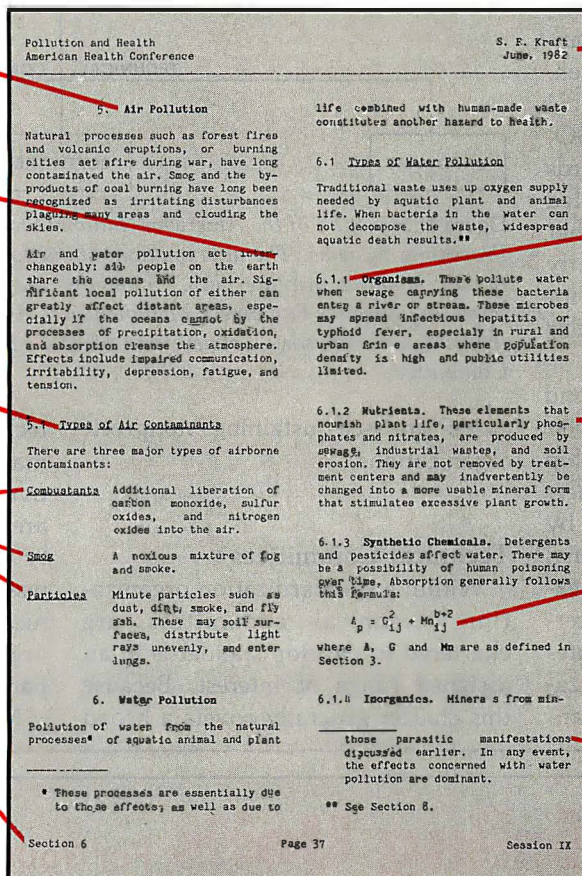 Pollution and Health
American Health Conference
S. F. Kraft
June, 1982
5. Air Pollution
Natural processes such as forest fires
and volcanic eruptions, or burning
cities set afire during war, have long
contaminated the air. Smog and the by-
products of coal burning have long been
recognized as irritating disturbances
plaguing many areas and clouding the
skies.
Air and water pollution act inter-
changeably: all people on the earth
share the oceans and the air. Sig-
nificant local pollution of either can
greatly affect distant areas, espe-
cially if the oceans cannot by the
processes of precipitation, oxidation,
and absorption cleanse the atmosphere.
Effects include impaired communication,
irritability, depression, fatigue, and
tension.
5.1 Types of Air Contaminants
There are three major types of airborne
contaminants:
Combustants Additional liberation of
carbon monoxide, sulfur
oxides, and nitrogen
oxides into the air.
Smog A noxious mixture of fog
and smoke.
Particles Minute particles such as
dust, dirt, smoke, and fly
ash. These may soil sur-
faces, distribute light
rays unevenly, and enter
lungs.
6. Water Pollution
Pollution of water from the natural
processes* of aquatic animal and plant
* These processes are essentially due
to those effects, as well as due to
life combined with human-made waste
constitutes another hazard to health.
6.1 Types of Water Pollution
Traditional waste uses up oxygen supply
needed by aquatic plant and animal
life. When bacteria in the water can
not decompose the waste, widespread
aquatic death results.**
6.1.1 Organisms. These pollute water
when sewage carrying these bacteria
enter a river or stream. These microbes
may spread infectious hepatitis or
typhoid fever, especialy in rural and
urban frin e areas where population
density is high and public utilities
limited.
6.1.2 Nutrients. These elements that
nourish plant life, particularly phos-
phates and nitrates, are produced by
sewage, industrial wastes, and soil
erosion. They are not removed by treat-
ment centers and may inadvertently be
changed into a more usable mineral form
that stimulates excessive plant growth.
6.1.3 Synthetic Chemicals. Detergents
and pesticides affect water. There may
be a possibility of human poisoning
over time. Absorption generally follows
this formula:
A_p = G_ij^2 + Mn_ij^b+2
where A, G and Mn are as defined in
Section 3.
6.1.4 Inorganics. Minera s from min-
those parasitic manifestations
discussed earlier. In any event,
the effects concerned with water
pollution are dominant.
** See Section 8.
Section 6
Page 37
Session IX